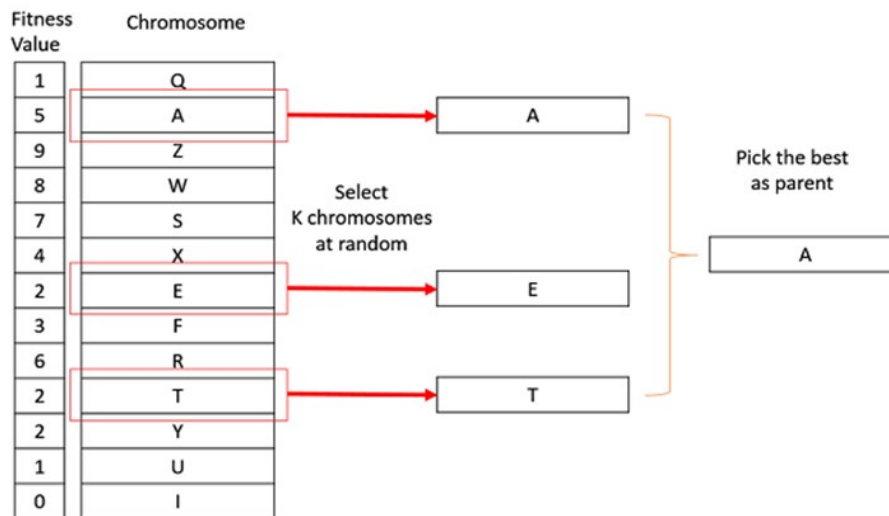 Fitness
Value
Chromosome
1 Q
5 A
9 Z
8 W
7 S
4 X
2 E
3 F
6 R
2 T
2 Y
1 U
0 I
Select
K chromosomes
at random
A
E
T
Pick the best
as parent
A